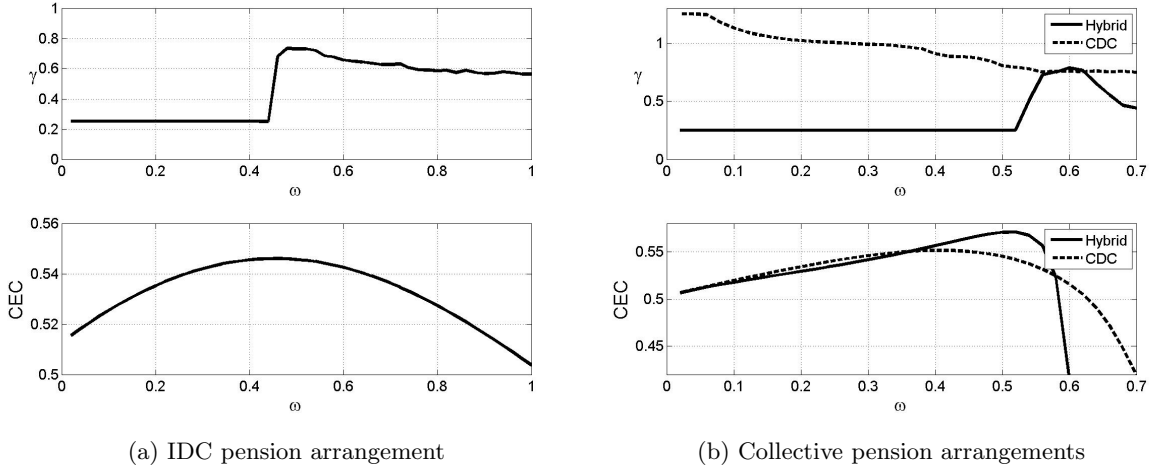 1
0.8
0.6
γ
0.4
0.2
0
0 0.2 0.4 0.6 0.8 1
ω
0.56
0.54
CEC
0.52
0.5
0 0.2 0.4 0.6 0.8 1
ω
(a) IDC pension arrangement
Hybrid
CDC
1
γ
0.5
0
0 0.1 0.2 0.3 0.4 0.5 0.6 0.7
ω
Hybrid
CDC
0.55
CEC
0.5
0.45
0 0.1 0.2 0.3 0.4 0.5 0.6 0.7
ω
(b) Collective pension arrangements